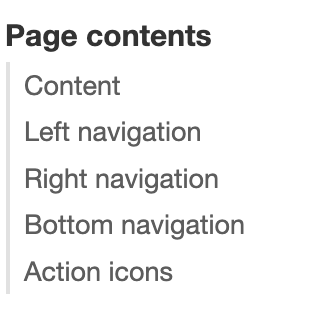 Page contents
Content
Left navigation
Right navigation
Bottom navigation
Action icons